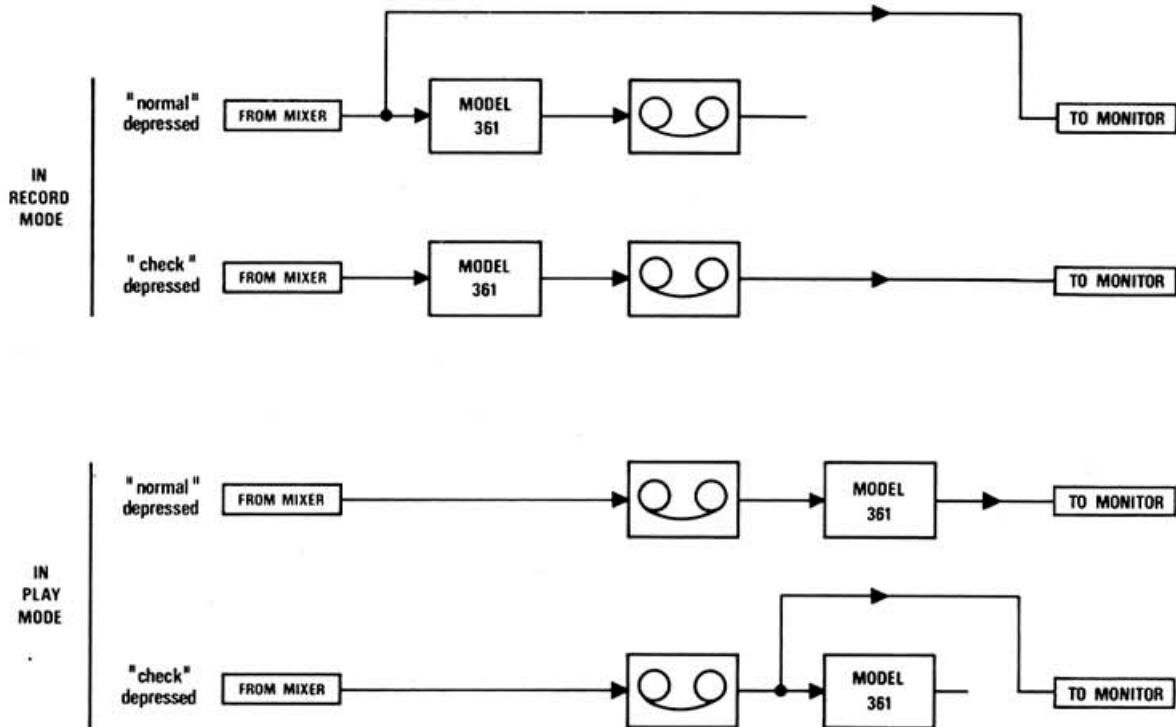 IN
RECORD
MODE
"normal"
depressed
FROM MIXER
MODEL
361
TO MONITOR
"check"
depressed
FROM MIXER
MODEL
361
TO MONITOR
IN
PLAY
MODE
"normal"
depressed
FROM MIXER
MODEL
361
TO MONITOR
"check"
depressed
FROM MIXER
MODEL
361
TO MONITOR